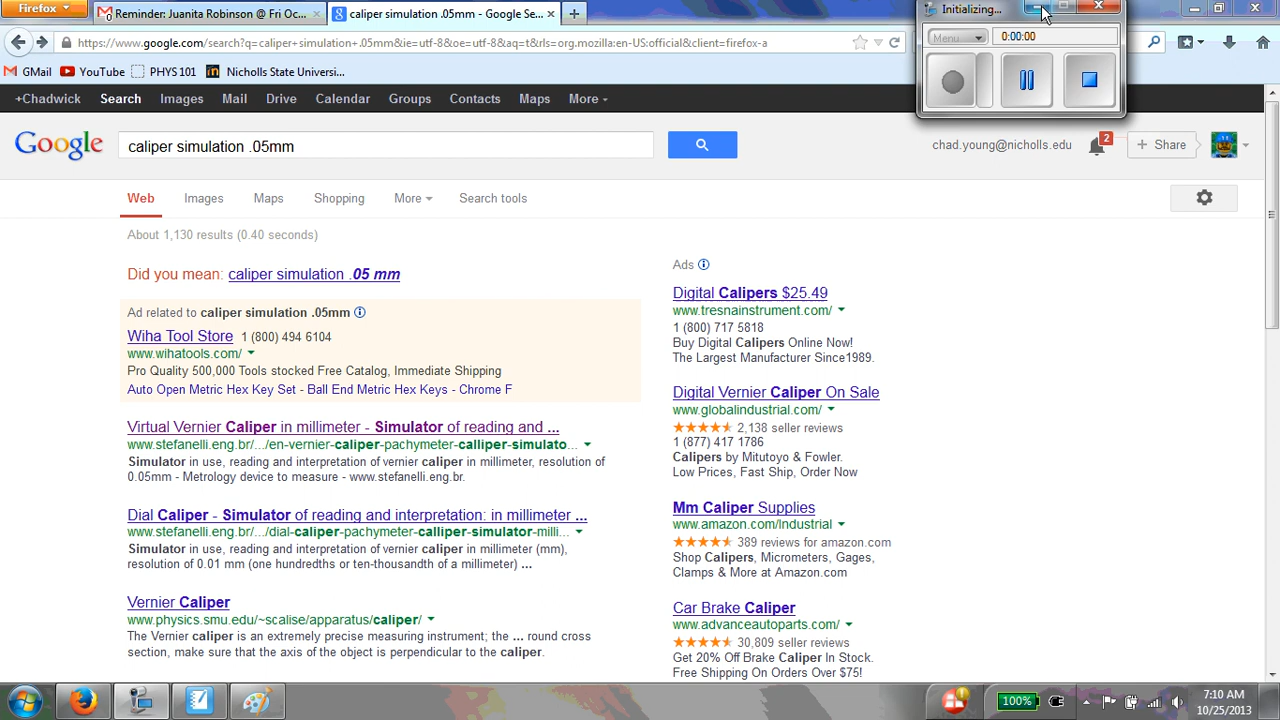 Firefox
Reminder: Juanita Robinson @ Fri Oc...
caliper simulation .05mm - Google Se...
Initializing...
Menu
0:00:00
https://www.google.com/search?q=caliper+simulation+.05mm&ie=utf-8&oe=utf-8&aq=t&rls=org.mozilla:en-US:official&client=firefox-a
GMail
YouTube
PHYS 101
Nicholls State Universi...
+Chadwick
Search
Images
Mail
Drive
Calendar
Groups
Contacts
Maps
More
Google
caliper simulation .05mm
chad.young@nicholls.edu
2
+ Share
Web
Images
Maps
Shopping
More
Search tools
About 1,130 results (0.40 seconds)
Did you mean: caliper simulation .05 mm
Ad related to caliper simulation .05mm
Wiha Tool Store 1 (800) 494 6104
www.wihatools.com/
Pro Quality 500,000 Tools stocked Free Catalog, Immediate Shipping
Auto Open Metric Hex Key Set - Ball End Metric Hex Keys - Chrome F
Virtual Vernier Caliper in millimeter - Simulator of reading and ...
www.stefanelli.eng.br/.../en-vernier-caliper-pachymeter-calliper-simulato...
Simulator in use, reading and interpretation of vernier caliper in millimeter, resolution of
0.05mm - Metrology device to measure - www.stefanelli.eng.br.
Dial Caliper - Simulator of reading and interpretation: in millimeter ...
www.stefanelli.eng.br/.../dial-caliper-pachymeter-calliper-simulator-milli...
Simulator in use, reading and interpretation of vernier caliper in millimeter (mm),
resolution of 0.01 mm (one hundredths or ten-thousandth of a millimeter) ...
Vernier Caliper
www.physics.smu.edu/~scalise/apparatus/caliper/
The Vernier caliper is an extremely precise measuring instrument; the ... round cross
section, make sure that the axis of the object is perpendicular to the caliper.
Ads
Digital Calipers $25.49
www.tresnainstrument.com/
1 (800) 717 5818
Buy Digital Calipers Online Now!
The Largest Manufacturer Since1989.
Digital Vernier Caliper On Sale
www.globalindustrial.com/
2,138 seller reviews
1 (877) 417 1786
Calipers by Mitutoyo & Fowler.
Low Prices, Fast Ship, Order Now
Mm Caliper Supplies
www.amazon.com/Industrial
389 reviews for amazon.com
Shop Calipers, Micrometers, Gages,
Clamps & More at Amazon.com
Car Brake Caliper
www.advanceautoparts.com/
30,809 seller reviews
Get 20% Off Brake Caliper In Stock.
Free Shipping On Orders Over $75!
100%
7:10 AM
10/25/2013